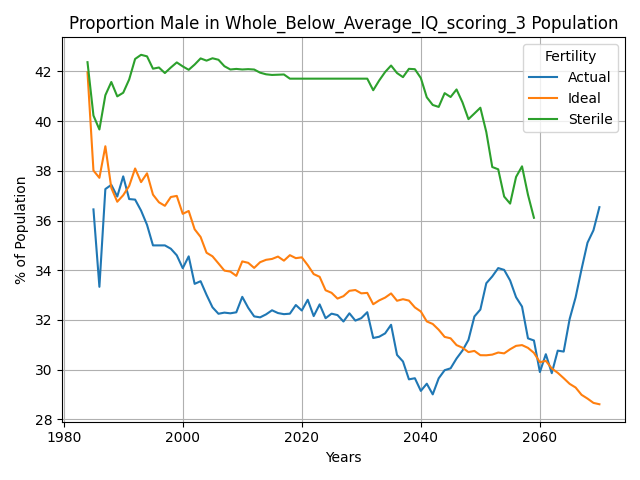 Proportion Male in Whole_Below_Average_IQ_scoring_3 Population
Fertility
Actual
Ideal
Sterile
% of Population
42
40
38
36
34
32
30
28
1980
2000
2020
2040
2060
Years